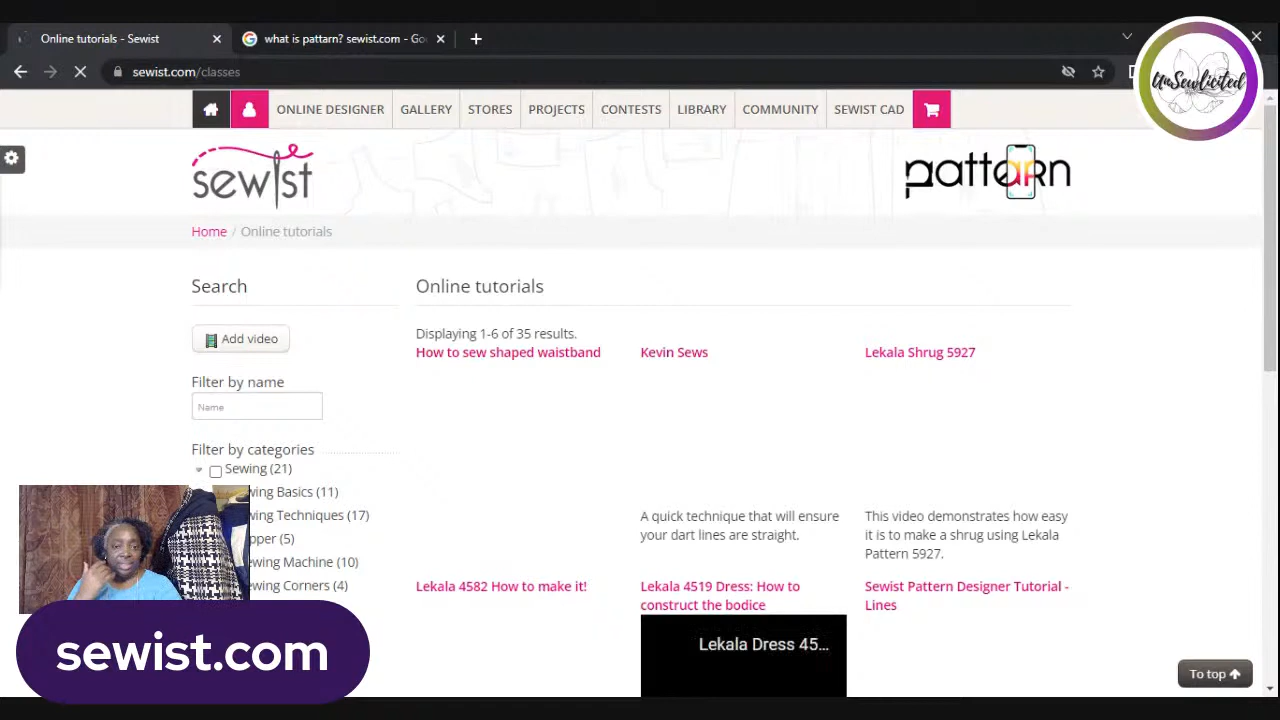 Online tutorials - Sewist
what is pattarn? sewist.com - Go
sewist.com/classes
UnSewlicited
ONLINE DESIGNER
GALLERY
STORES
PROJECTS
CONTESTS
LIBRARY
COMMUNITY
SEWIST CAD
sewist
pattarn
Home / Online tutorials
Search
Online tutorials
Add video
Displaying 1-6 of 35 results.
How to sew shaped waistband
Kevin Sews
Lekala Shrug 5927
Filter by name
Name
Filter by categories
Sewing (21)
wing Basics (11)
wing Techniques (17)
pper (5)
wing Machine (10)
wing Corners (4)
A quick technique that will ensure
your dart lines are straight.
This video demonstrates how easy
it is to make a shrug using Lekala
Pattern 5927.
Lekala 4582 How to make it!
Lekala 4519 Dress: How to
construct the bodice
Sewist Pattern Designer Tutorial -
Lines
Lekala Dress 45...
To top
sewist.com